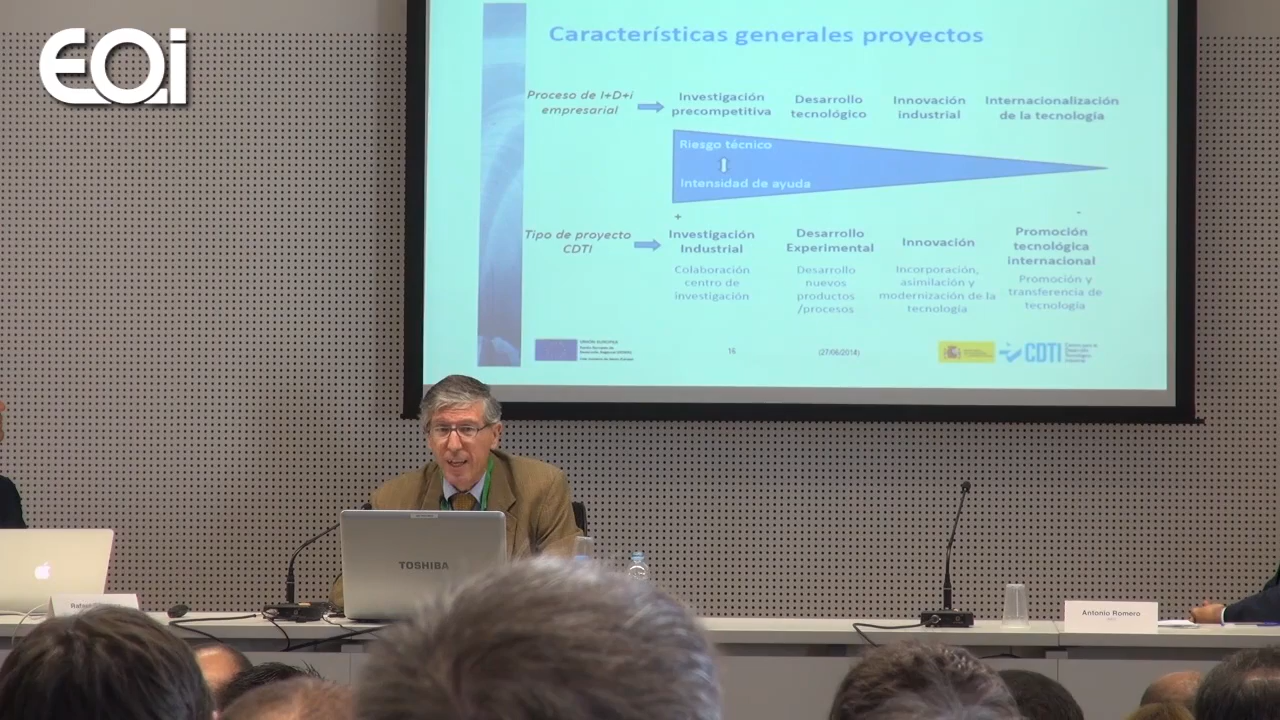 EOi
Características generales proyectos
Proceso de I+D+i
empresarial
Investigación
precompetitiva
Desarrollo
tecnológico
Innovación
industrial
Internacionalización
de la tecnología
Riesgo técnico
Intensidad de ayuda
+
-
Tipo de proyecto
CDTI
Investigación
Industrial
Desarrollo
Experimental
Innovación
Promoción
tecnológica
internacional
Colaboración
centro de
investigación
Desarrollo
nuevos
productos
/procesos
Incorporación,
asimilación y
modernización de la
tecnología
Promoción y
transferencia de
tecnología
UNIÓN EUROPEA
16
(27/06/2014)
CDTI
TOSHIBA
Antonio Romero